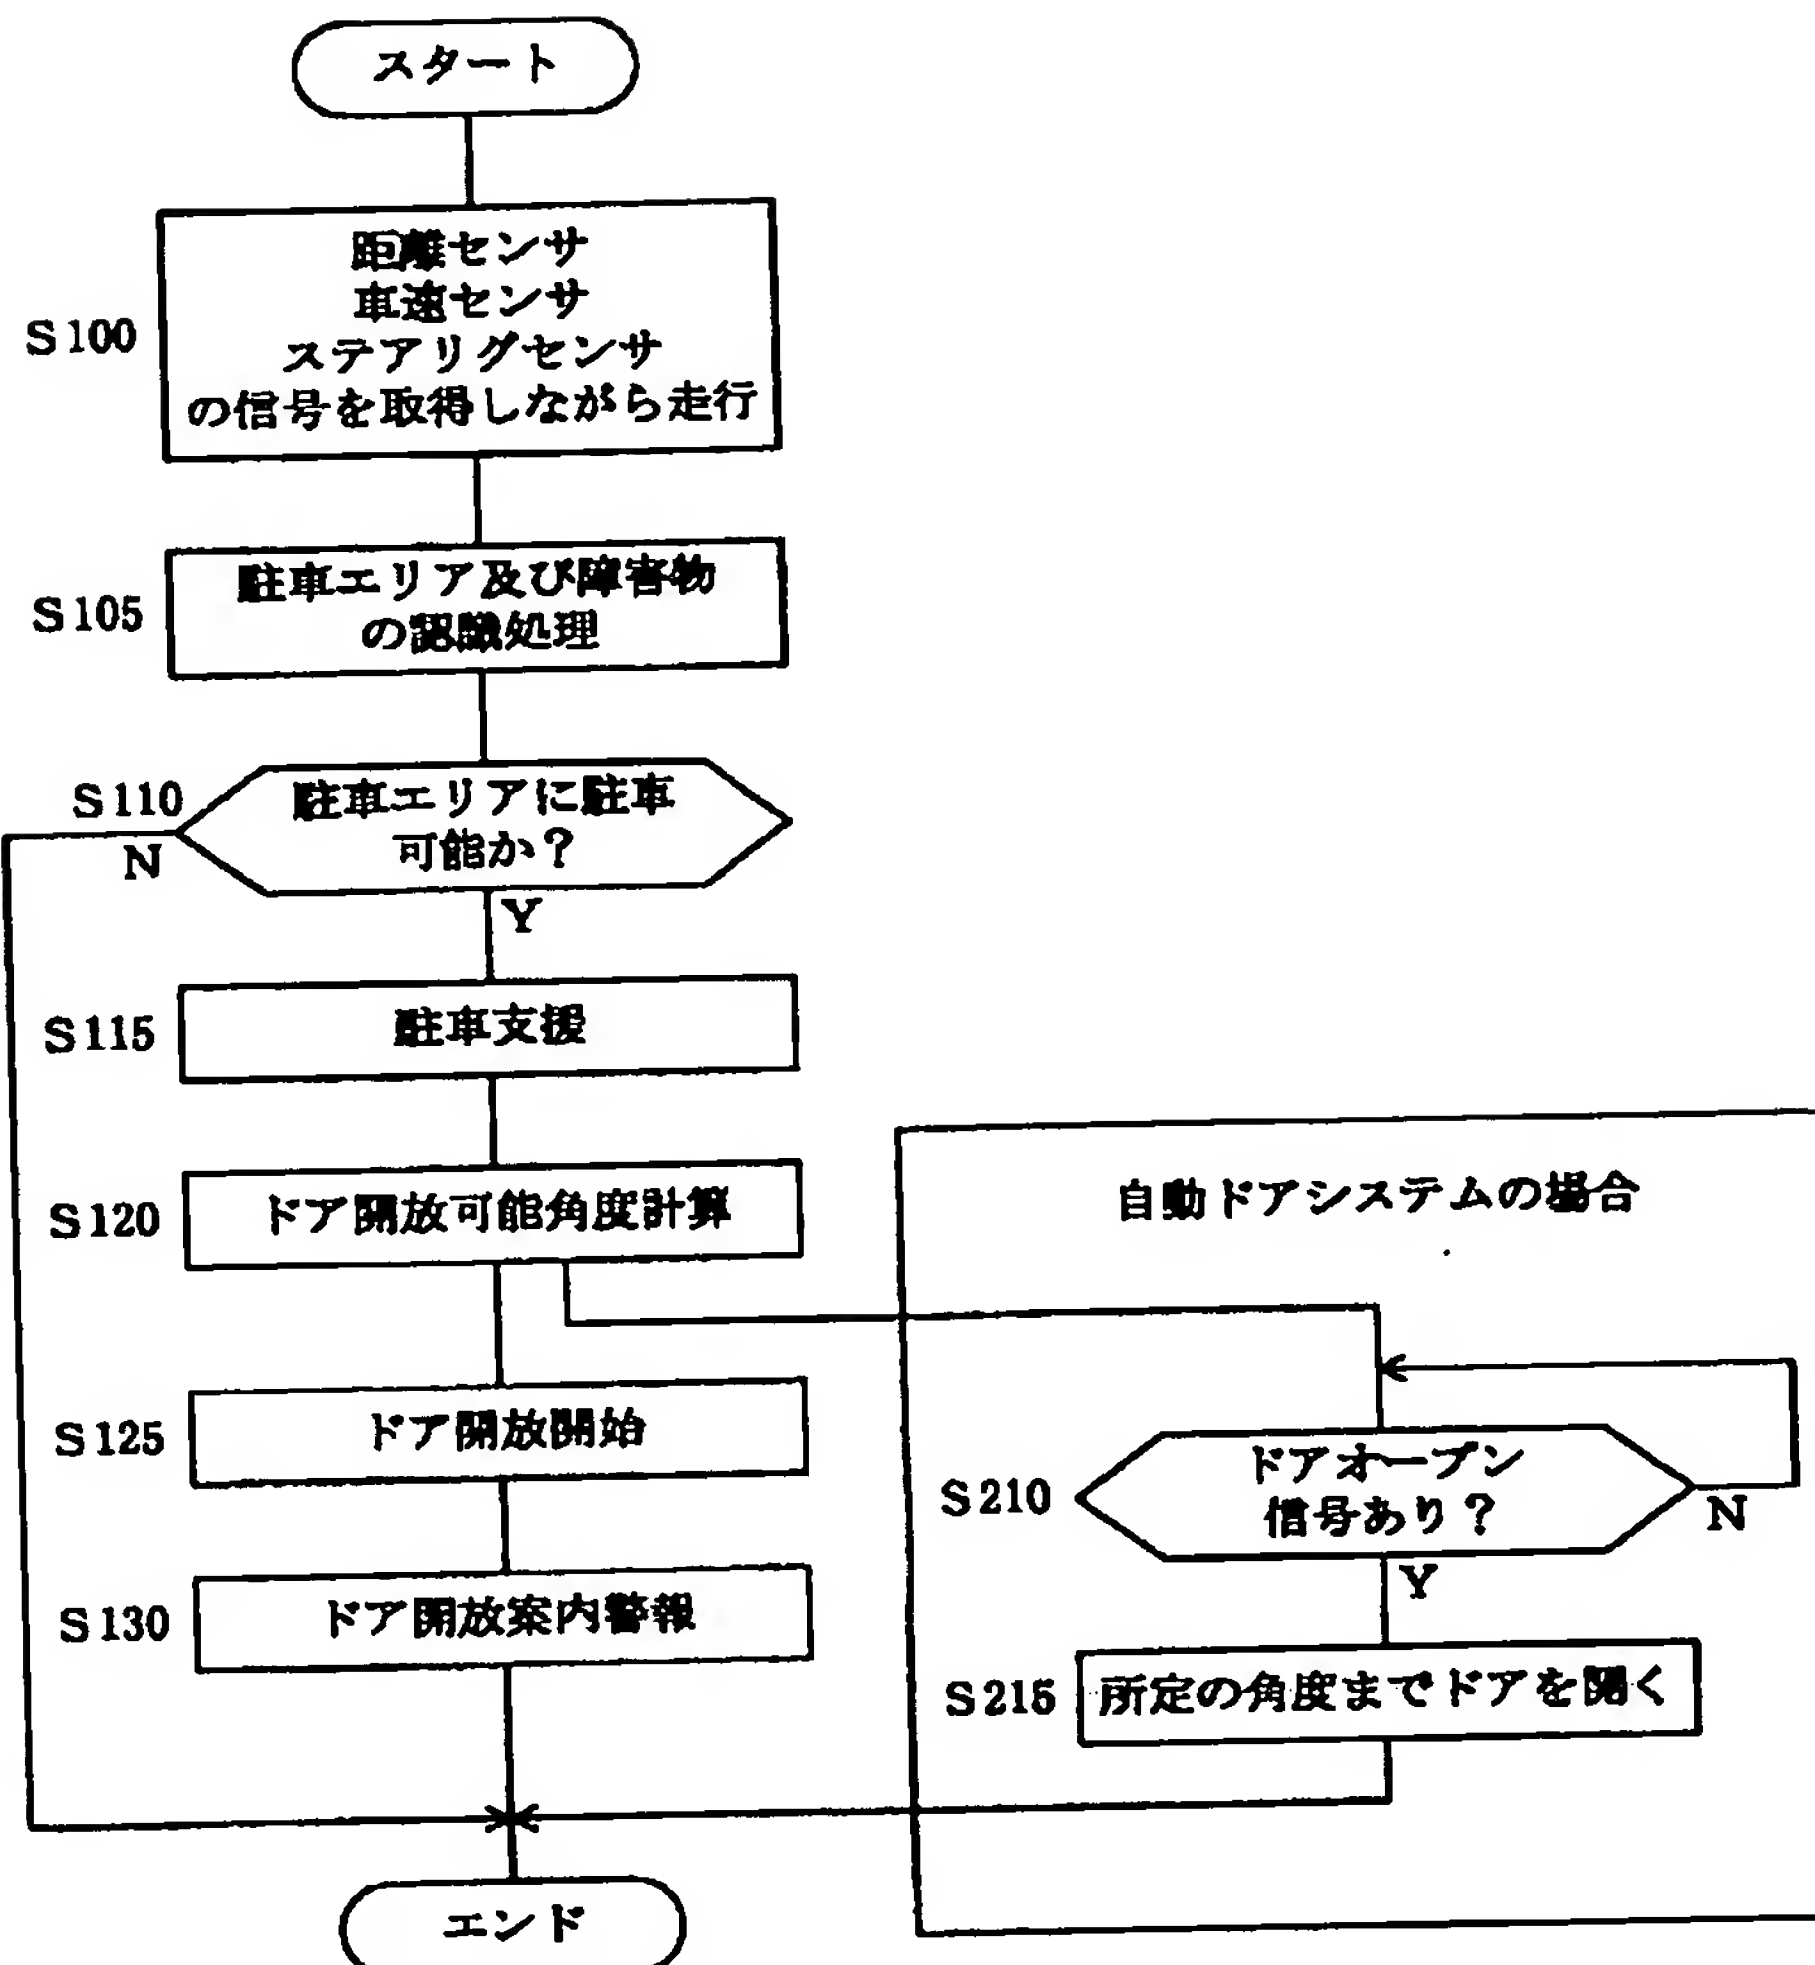 スタート
S100
距離センサ
車速センサ
ステアリグセンサ
の信号を取得しながら走行
S105
駐車エリア及び障害物
の認識処理
S110
駐車エリアに駐車
可能か？
N
Y
S115
駐車支援
S120
ドア開放可能角度計算
S125
ドア開放開始
S130
ドア開放案内警報
自動ドアシステムの場合
S210
ドアオープン
信号あり？
N
Y
S215
所定の角度までドアを開く
エンド